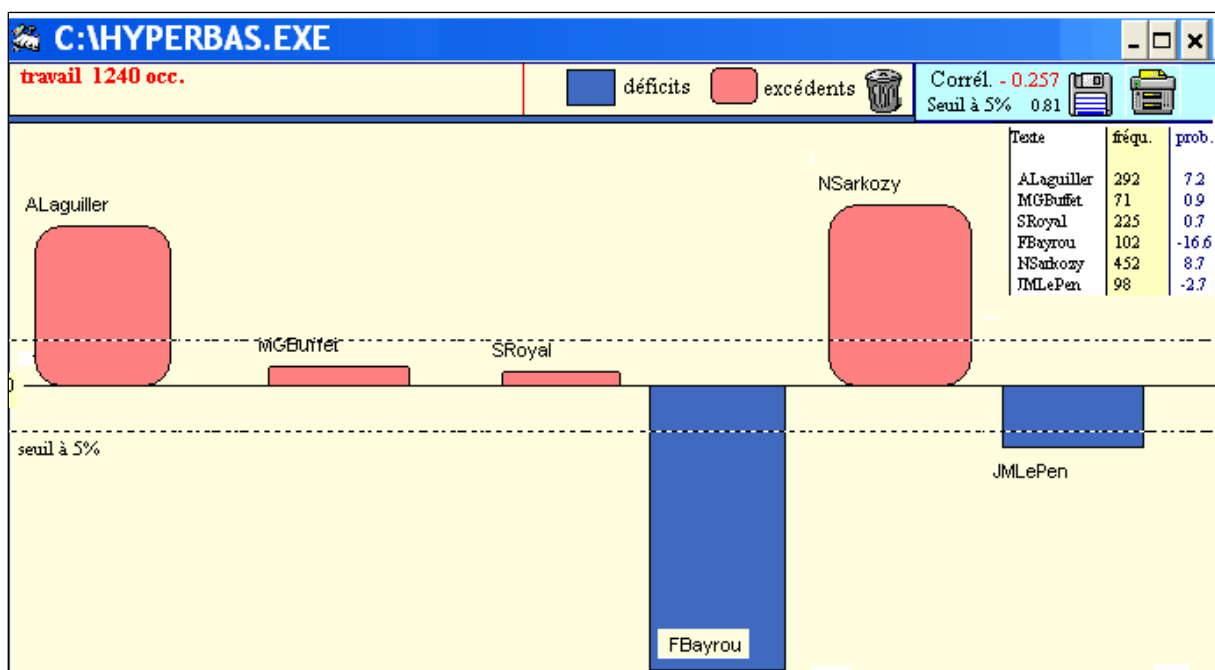 C:\HYPERBAS.EXE
travail 1240 occ.
déficits
excédents
Corrél. - 0.257
Seuil à 5% 0.81
Texte fréqu. prob.
ALaguiller 292 7.2
MGBuffet 71 0.9
SRoyal 225 0.7
FBayrou 102 -16.6
NSarkozy 452 8.7
JMLePen 98 -2.7
NSarkozy
ALaguiller
MGBuffet
SRoyal
seuil à 5%
JMLePen
FBayrou